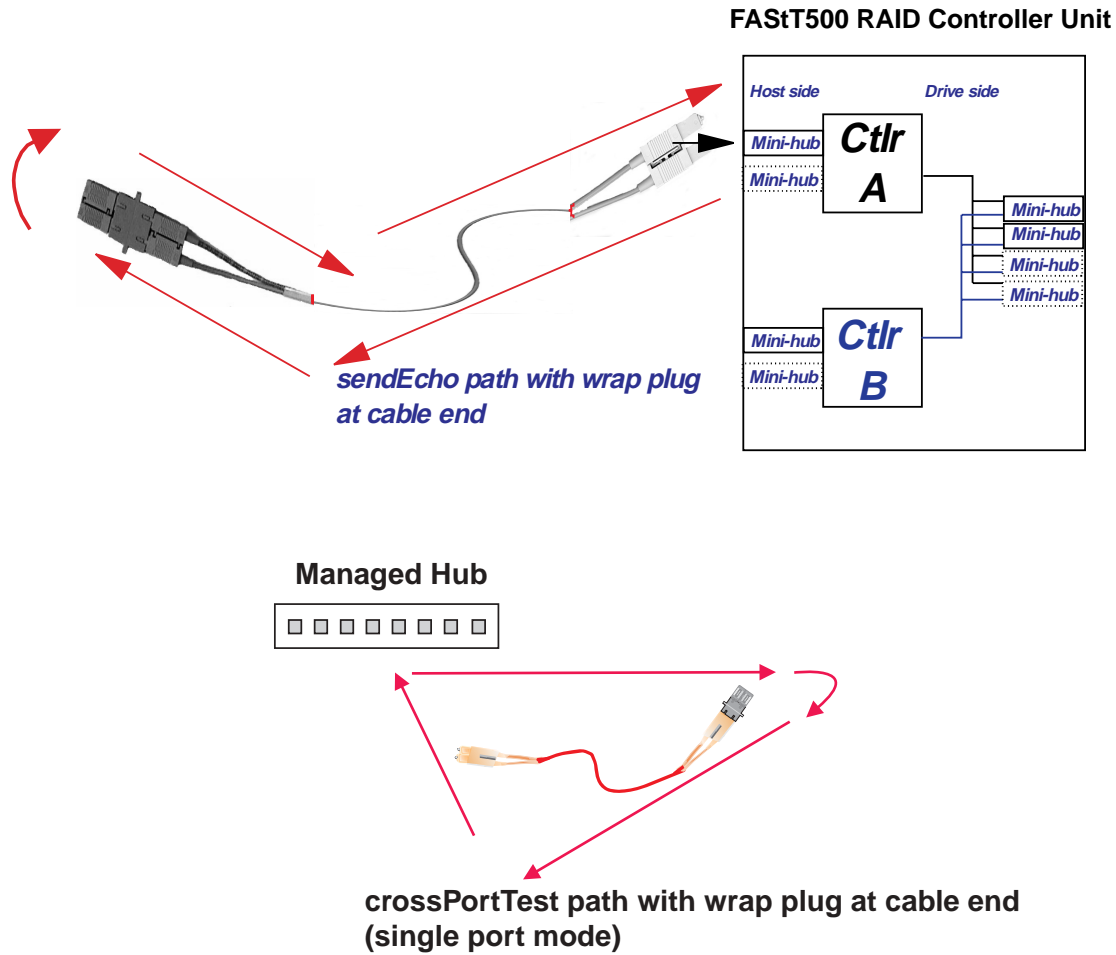 FAStT500 RAID Controller Unit
Host side
Drive side
Mini-hub
Ctlr
A
Mini-hub
Mini-hub
Mini-hub
Mini-hub
Mini-hub
Mini-hub
Ctlr
B
Mini-hub
sendEcho path with wrap plug
at cable end
Managed Hub
crossPortTest path with wrap plug at cable end
(single port mode)